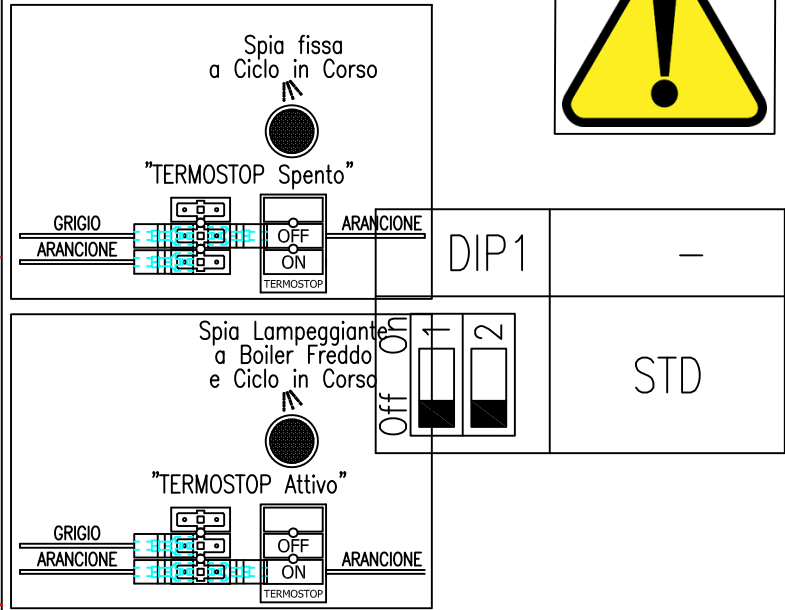 Spia fissa
a Ciclo in Corso
"TERMOSTOP Spento"
GRIGIO
ARANCIONE
OFF
ON
TERMOSTOP
ARANCIONE
DIP1
-
On
Off
1
2
STD
Spia Lampeggiante
a Boiler Freddo
e Ciclo in Corso
"TERMOSTOP Attivo"
GRIGIO
ARANCIONE
OFF
ON
TERMOSTOP
ARANCIONE